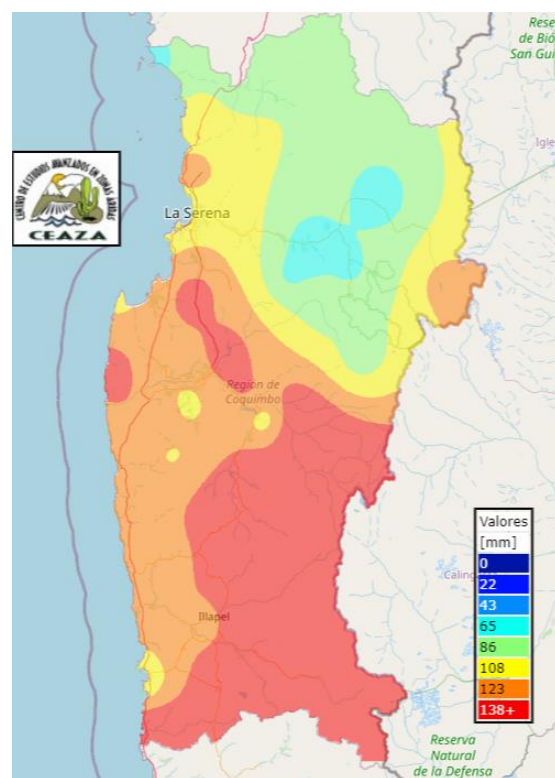 Rese
de Bió
San Gui
Igle
CENTRO DE ESTUDIOS AVANZADOS EN ZONAS ÁRIDAS
CEAZA
La Serena
Región de
Coquimbo
Illapel
Calin
Valores
[mm]
0
22
43
65
86
108
123
138+
Reserva
Natural
de la Defensa